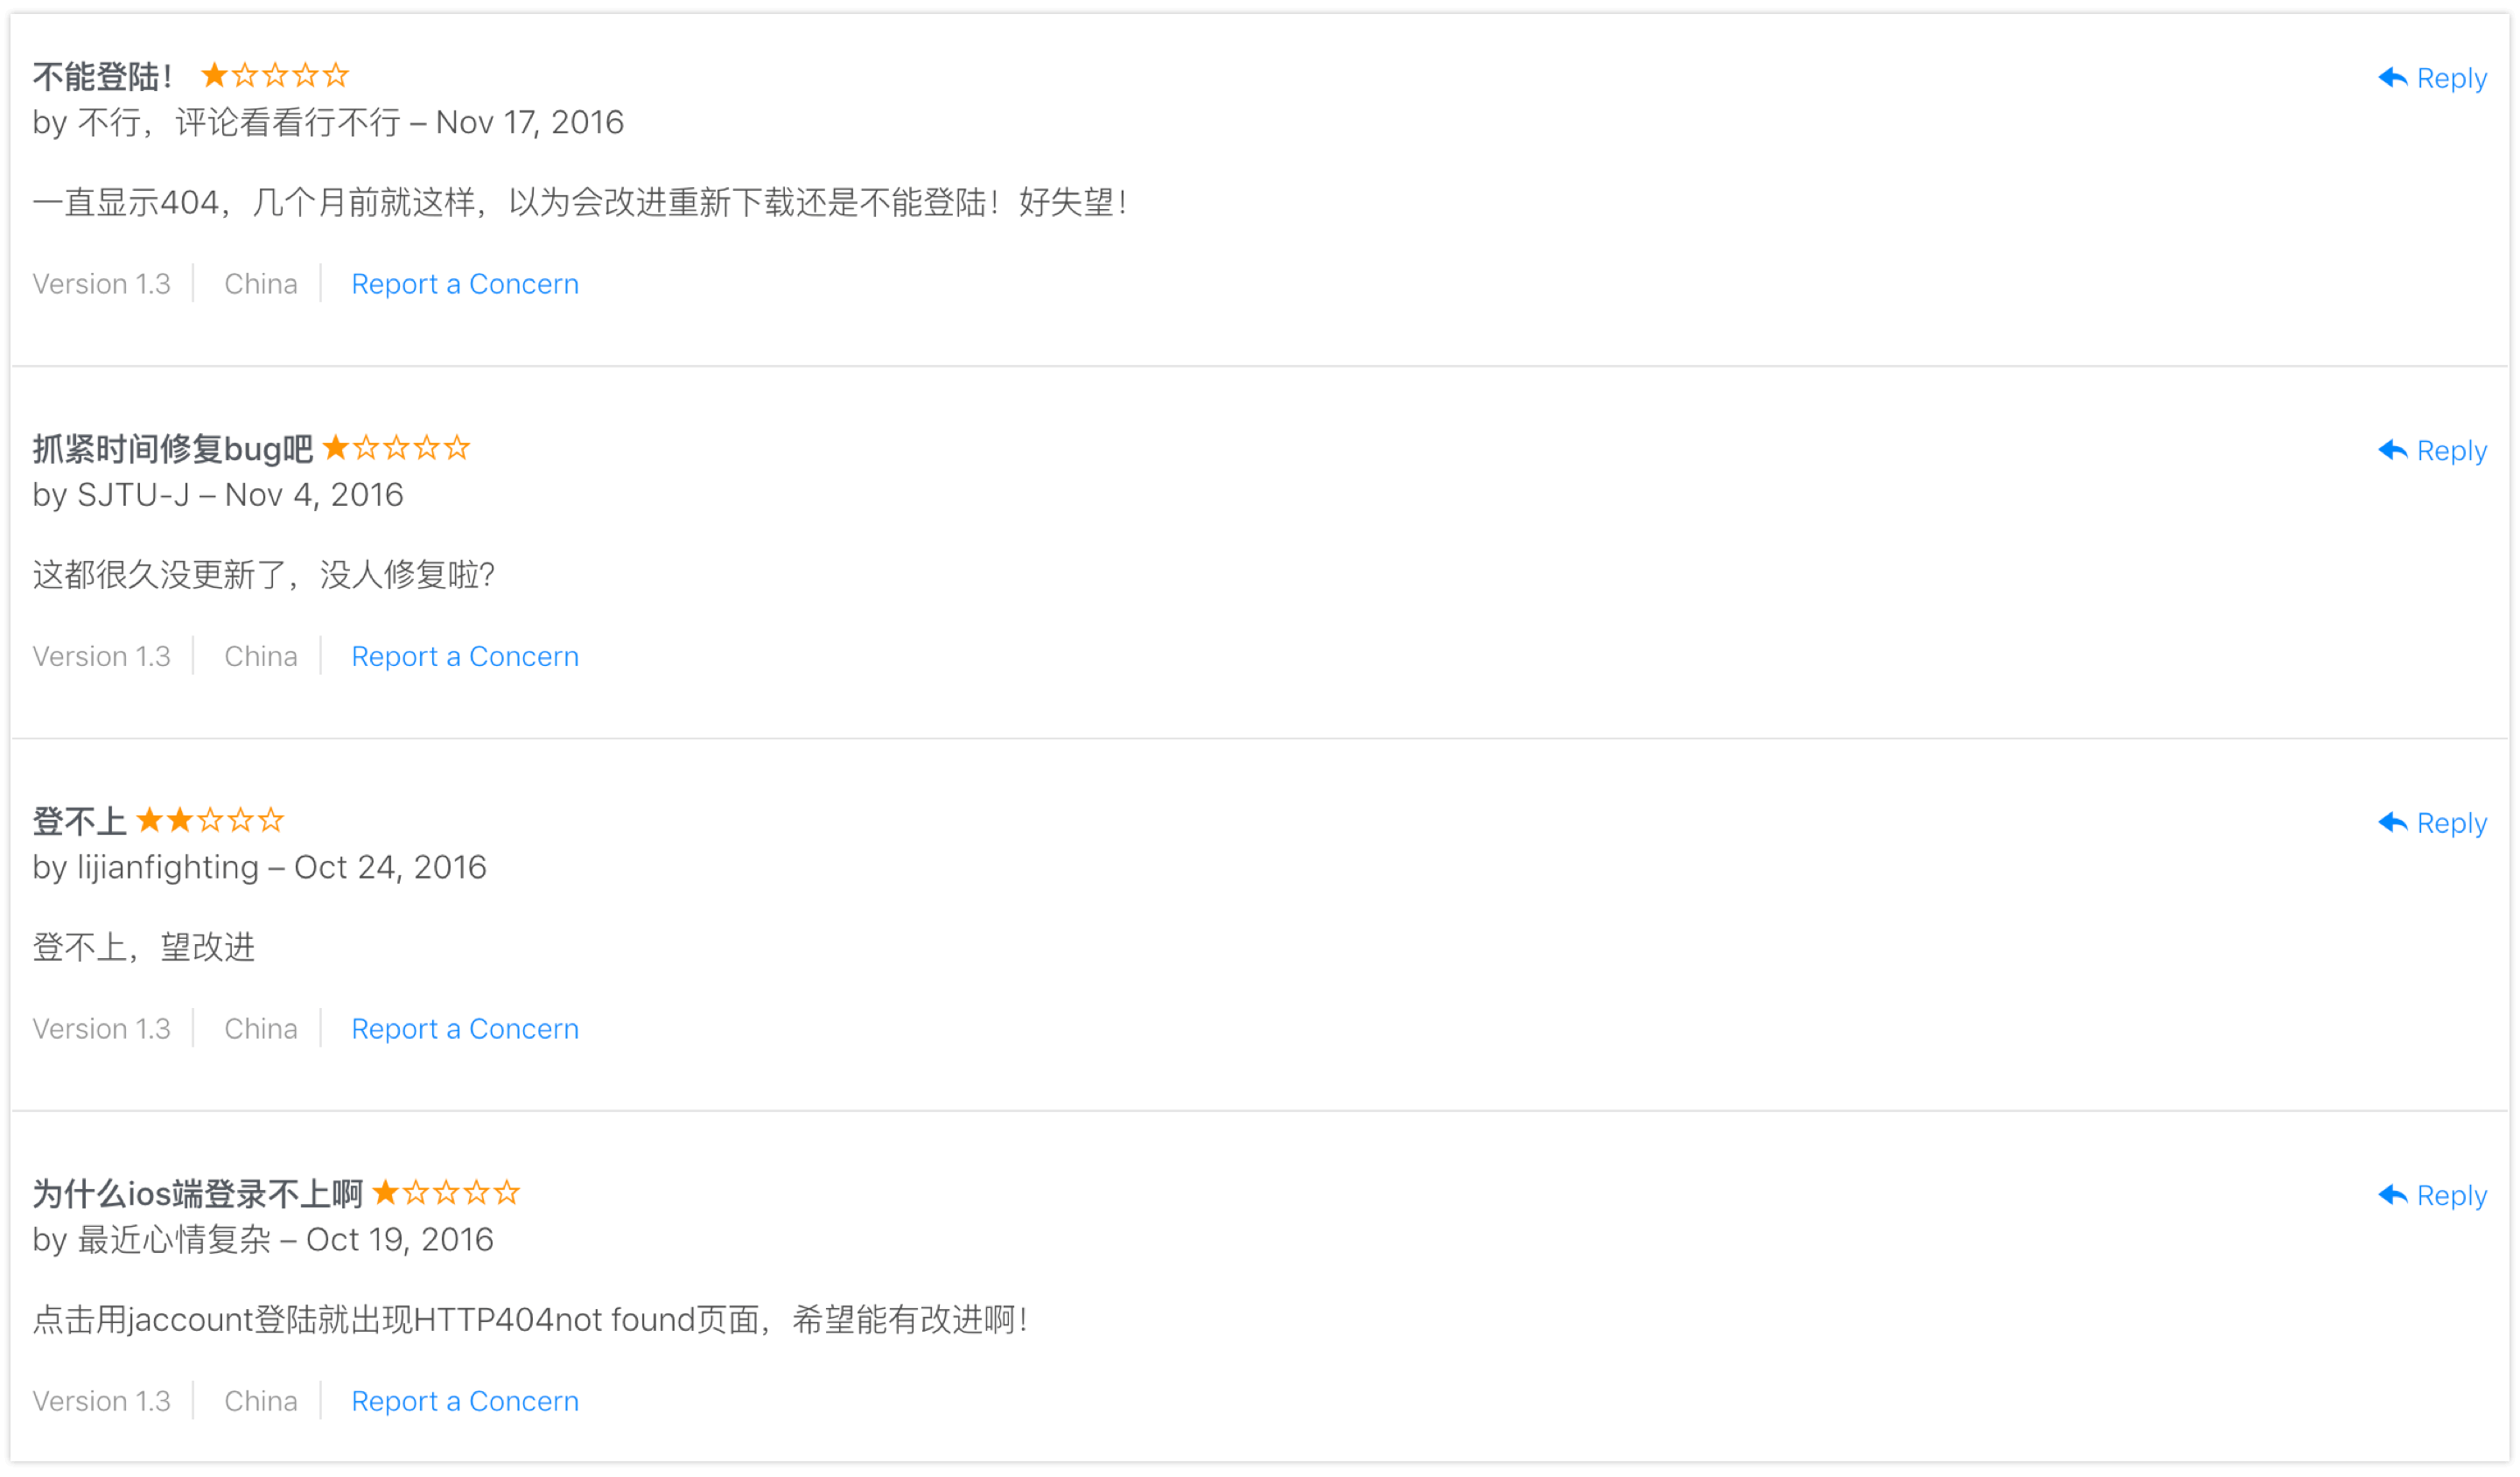 不能登陆！ ★☆☆☆☆
Reply
by 不行，评论看看行不行 – Nov 17, 2016
一直显示404，几个月前就这样，以为会改进重新下载还是不能登陆！好失望！
Version 1.3 China Report a Concern
抓紧时间修复bug吧 ★☆☆☆☆
Reply
by SJTU-J – Nov 4, 2016
这都很久没更新了，没人修复啦？
Version 1.3 China Report a Concern
登不上 ★★☆☆☆
Reply
by lijianfighting – Oct 24, 2016
登不上，望改进
Version 1.3 China Report a Concern
为什么ios端登录不上啊 ★☆☆☆☆
Reply
by 最近心情复杂 – Oct 19, 2016
点击用jaccount登陆就出现HTTP404not found页面，希望能有改进啊！
Version 1.3 China Report a Concern